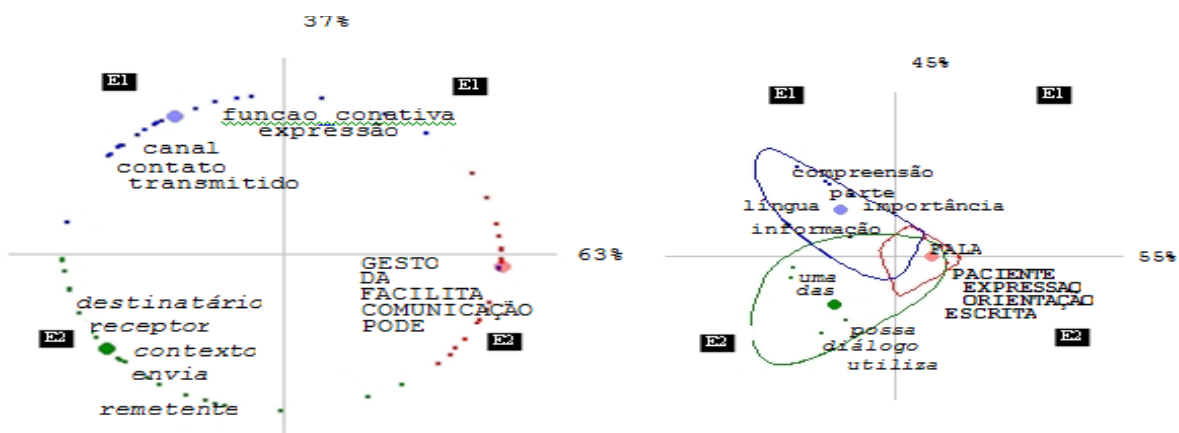 37%
E1
E1
funcao conativa
expressão
canal
contato
transmitido
63%
GESTO
DA
FACILITA
COMUNICAÇÃO
PODE
destinatário
receptor
E2
contexto
E2
envia
remetente
45%
E1
E1
compreensão
parte
lingua importância
informação
FALA
55%
PACIENTE
EXPRESSAO
ORIENTAÇÃO
ESCRITA
uma
das
E2
possa
E2
diálogo
utiliza